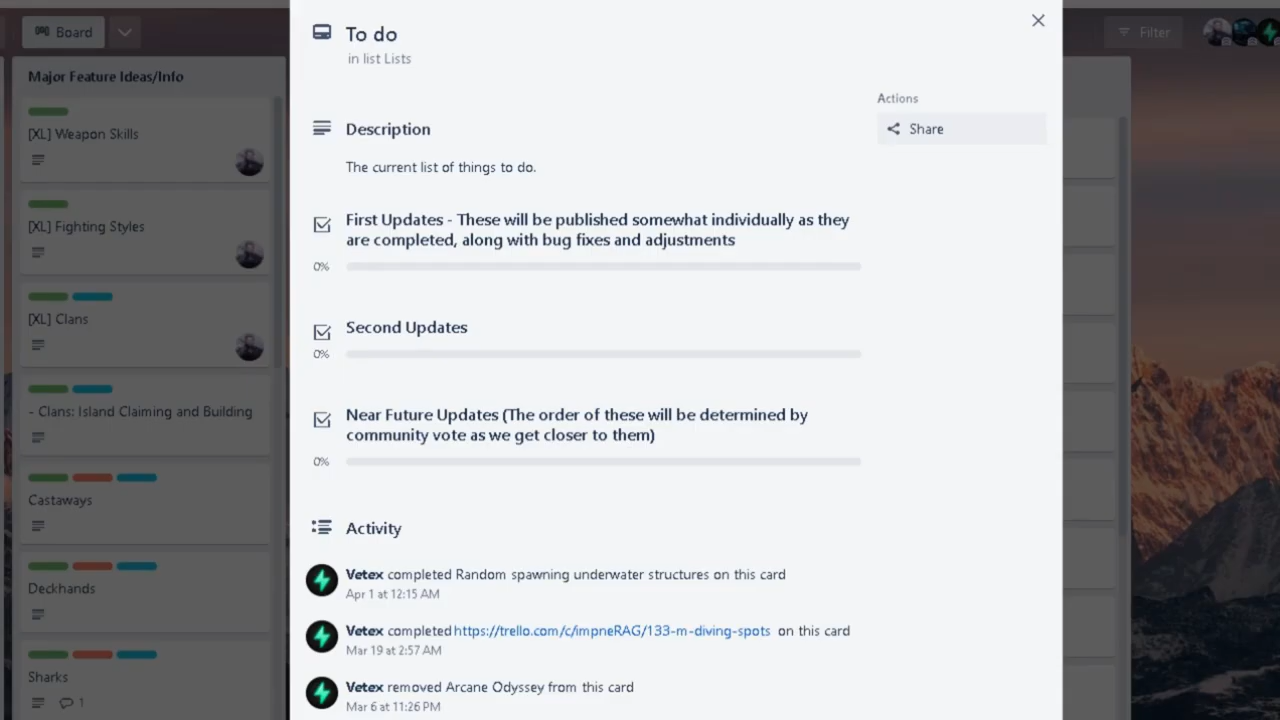 Board
Filter
Major Feature Ideas/Info
[XL] Weapon Skills
[XL] Fighting Styles
[XL] Clans
- Clans: Island Claiming and Building
Castaways
Deckhands
Sharks
1
To do
in list Lists
Actions
Share
Description
The current list of things to do.
First Updates - These will be published somewhat individually as they
are completed, along with bug fixes and adjustments
0%
Second Updates
0%
Near Future Updates (The order of these will be determined by
community vote as we get closer to them)
0%
Activity
Vetex completed Random spawning underwater structures on this card
Apr 1 at 12:15 AM
Vetex completed https://trello.com/c/impneRAG/133-m-diving-spots on this card
Mar 19 at 2:57 AM
Vetex removed Arcane Odyssey from this card
Mar 6 at 11:26 PM